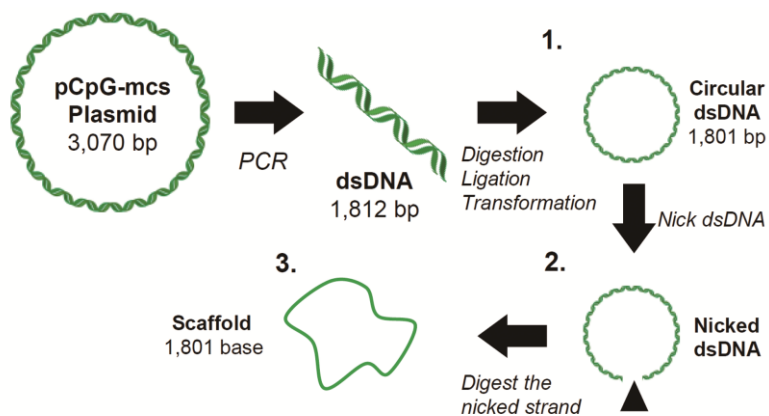 pCpG-mcs
Plasmid
3,070 bp
PCR
dsDNA
1,812 bp
1.
Digestion
Ligation
Transformation
Circular
dsDNA
1,801 bp
Nick dsDNA
2.
Nicked
dsDNA
Digest the
nicked strand
3.
Scaffold
1,801 base